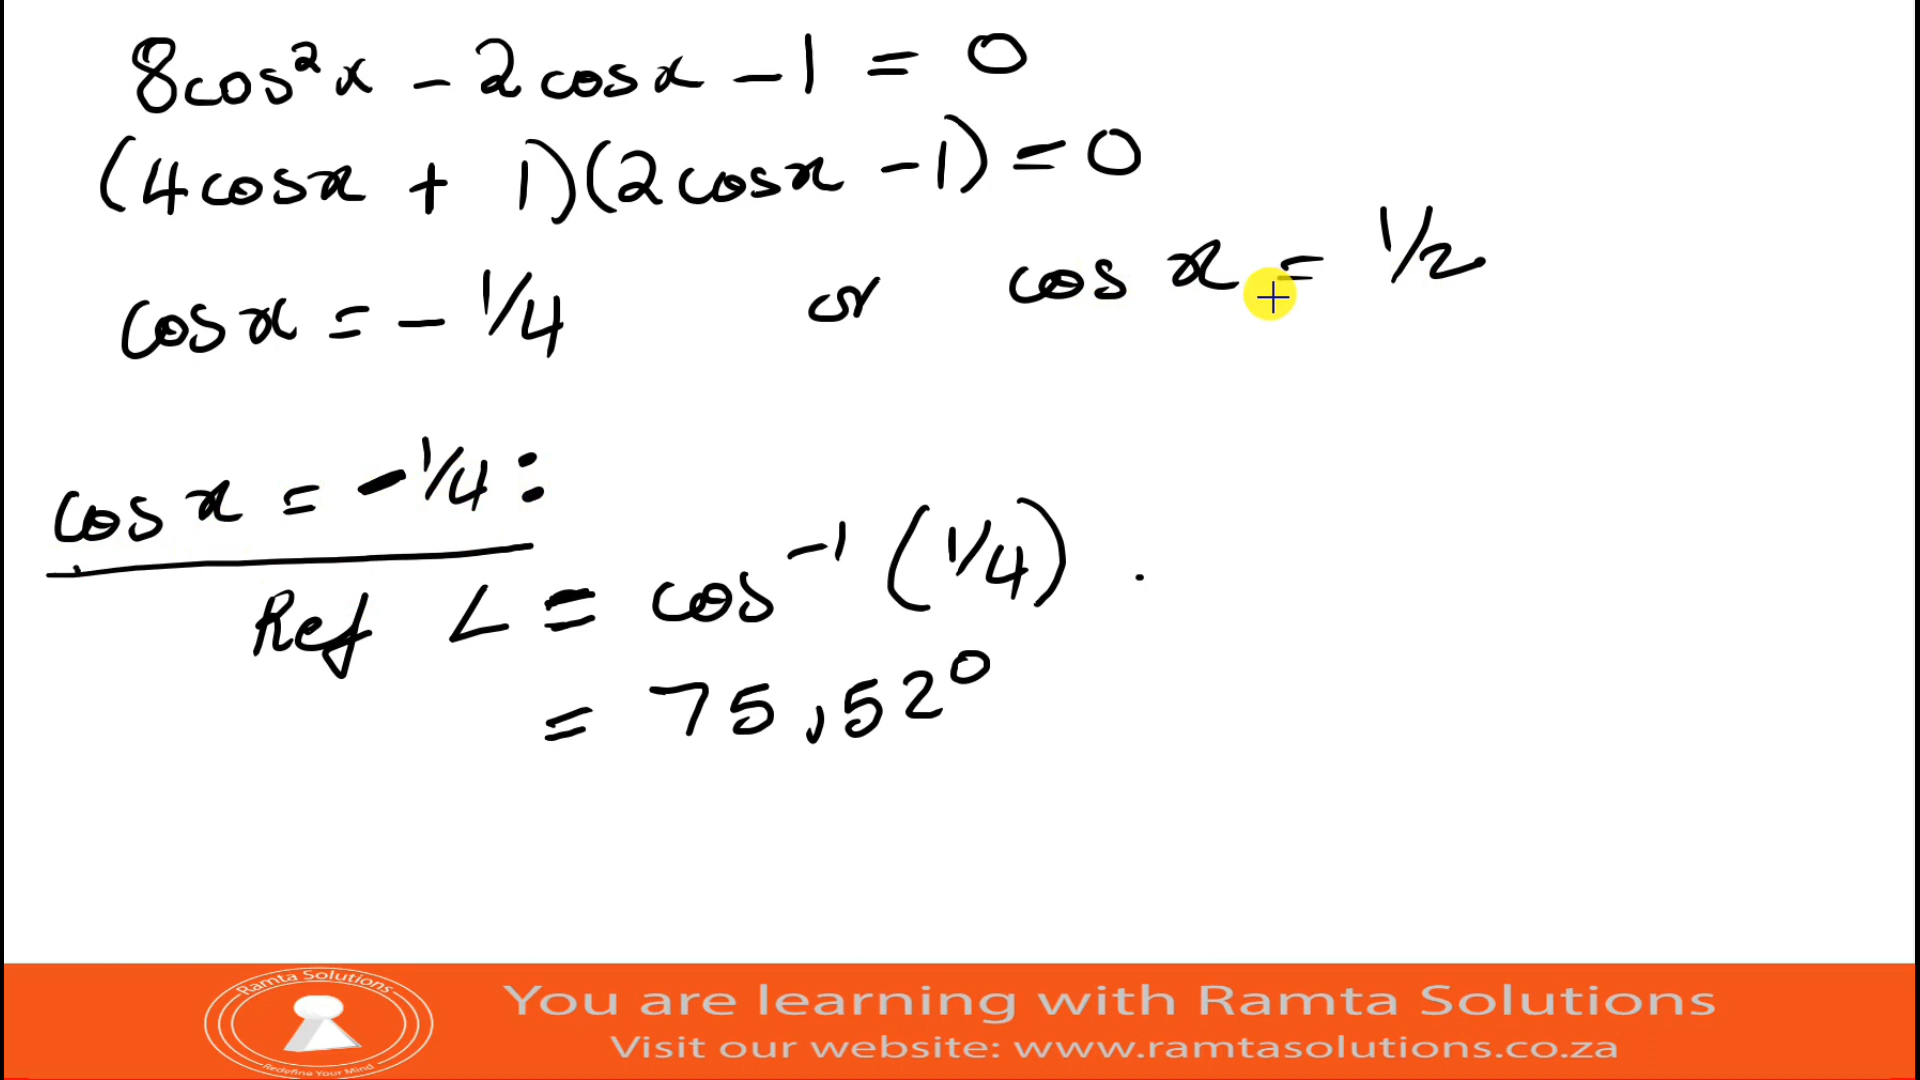 8cos²x - 2cosx - 1 = 0
(4cosx + 1)(2cosx - 1) = 0
cosx = - 1/4 or cos x = 1/2
cos x = - 1/4 :
Ref ∠ = cos⁻¹ (1/4) .
= 75,52°
Ramta Solutions
Redefine Your Mind
You are learning with Ramta Solutions
Visit our website: www.ramtasolutions.co.za